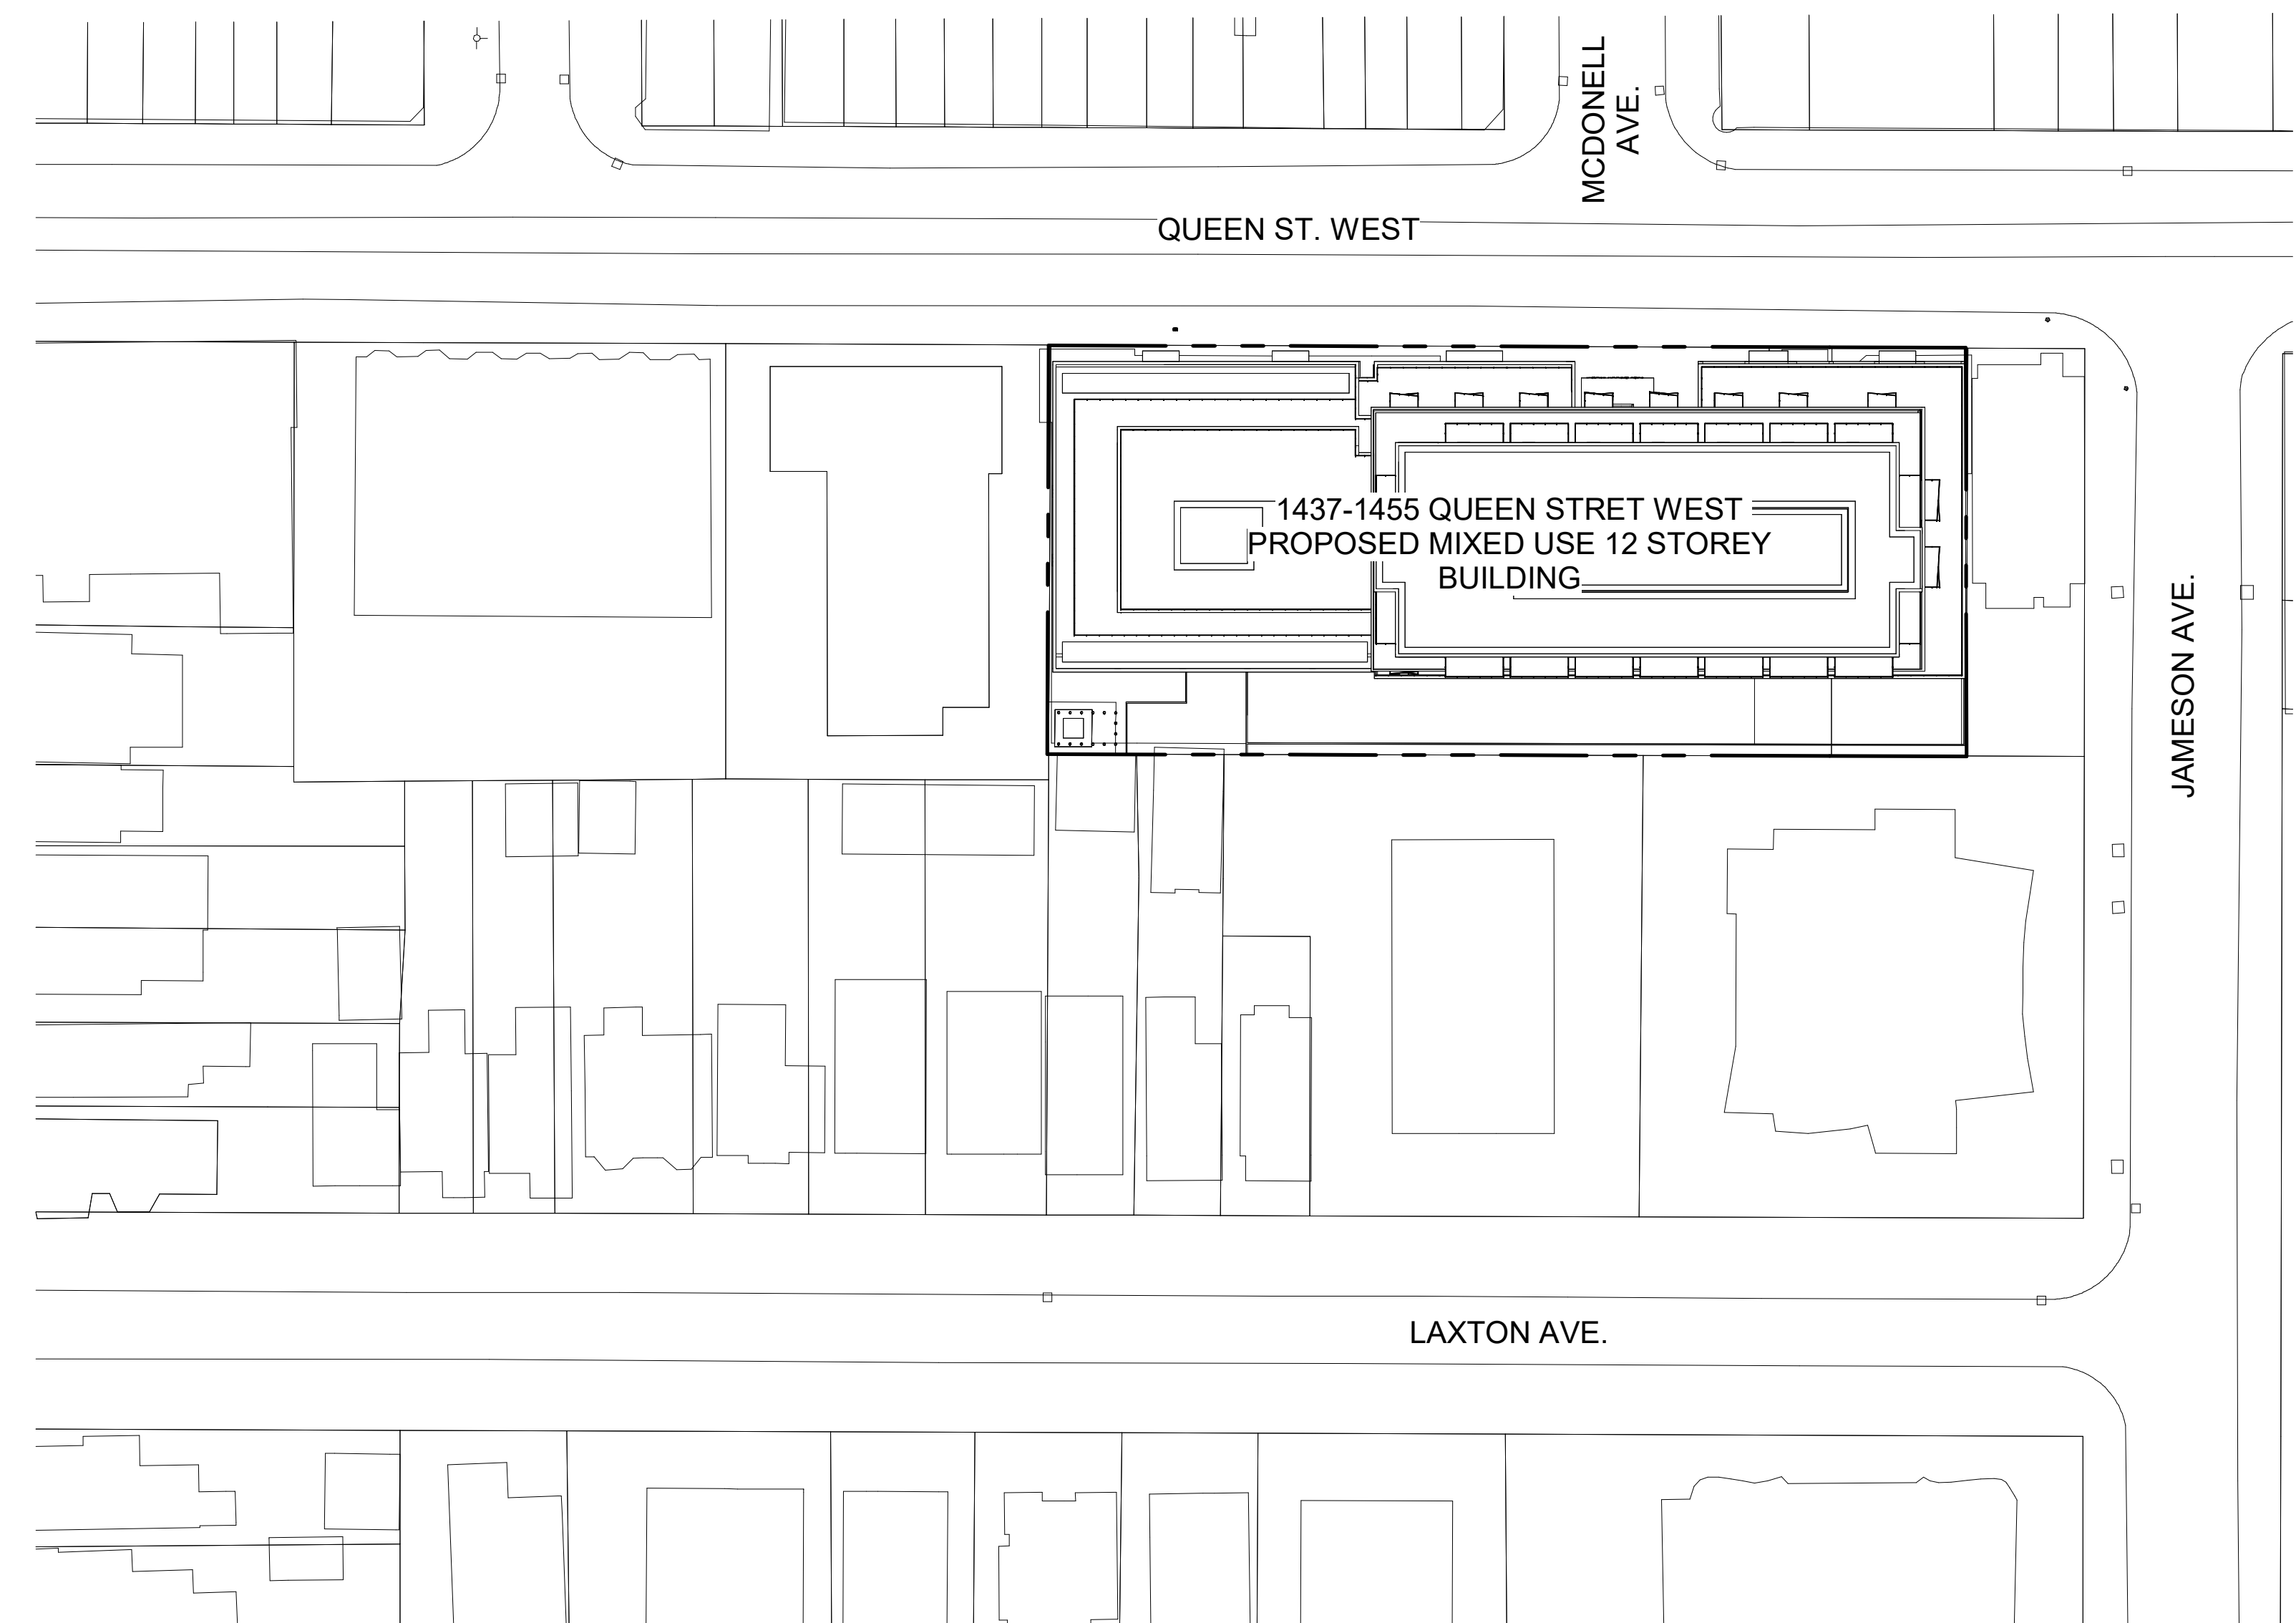 MCDONELL
AVE.
QUEEN ST. WEST
1437-1455 QUEEN STRET WEST
PROPOSED MIXED USE 12 STOREY
BUILDING
JAMESON AVE.
LAXTON AVE.